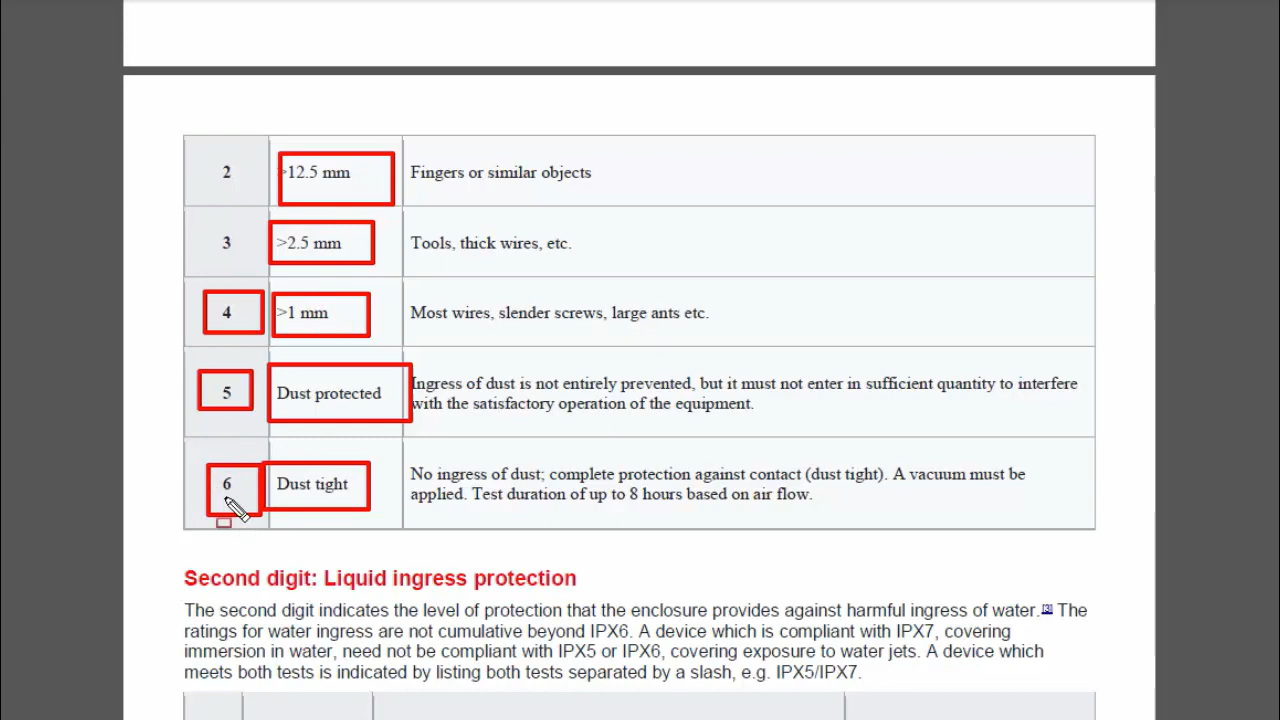 2
>12.5 mm
Fingers or similar objects
3
>2.5 mm
Tools, thick wires, etc.
4
>1 mm
Most wires, slender screws, large ants etc.
5
Dust protected
Ingress of dust is not entirely prevented, but it must not enter in sufficient quantity to interfere
with the satisfactory operation of the equipment.
6
Dust tight
No ingress of dust; complete protection against contact (dust tight). A vacuum must be
applied. Test duration of up to 8 hours based on air flow.
Second digit: Liquid ingress protection
The second digit indicates the level of protection that the enclosure provides against harmful ingress of water.[3] The
ratings for water ingress are not cumulative beyond IPX6. A device which is compliant with IPX7, covering
immersion in water, need not be compliant with IPX5 or IPX6, covering exposure to water jets. A device which
meets both tests is indicated by listing both tests separated by a slash, e.g. IPX5/IPX7.